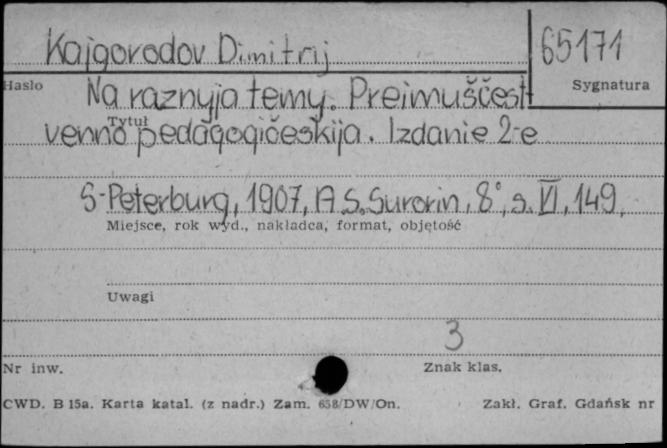 Kajgorodov Dimitrij
65171
Hasło
Sygnatura
Na raznyja temy. Preimuščest-
Tytuł
venno pedagogičeskija. Izdanie 2-e
S-Peterburg, 1907, A.S. Suvorin, 8°, s. VI, 149.
Miejsce, rok wyd., nakładca, format, objętość
Uwagi
3
Nr inw.
Znak klas.
CWD. B 15a. Karta katal. (z nadr.) Zam. 658/DW/On. Zakł. Graf. Gdańsk nr